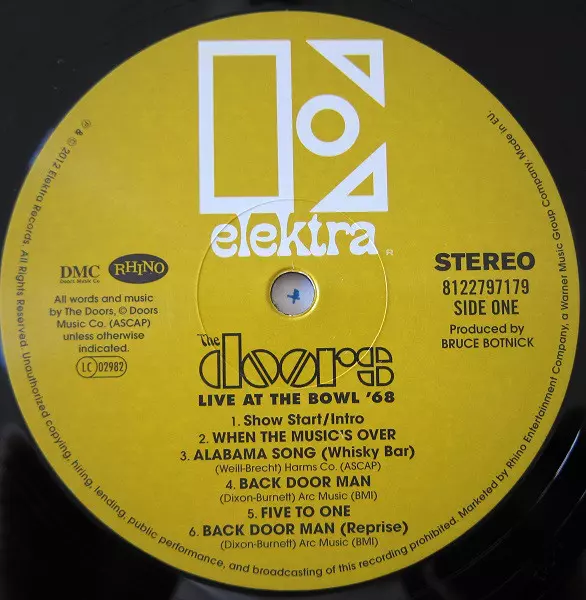 elektra
R
DMC
Doors Music Co
RHINO
All words and music
by The Doors, © Doors
Music Co. (ASCAP)
unless otherwise
indicated.
LC 02982
STEREO
8122797179
SIDE ONE
Produced by
BRUCE BOTNICK
The
doors
LIVE AT THE BOWL '68
1. Show Start/Intro
2. WHEN THE MUSIC'S OVER
3. ALABAMA SONG (Whisky Bar)
(Weill-Brecht) Harms Co. (ASCAP)
4. BACK DOOR MAN
(Dixon-Burnett) Arc Music (BMI)
5. FIVE TO ONE
6. BACK DOOR MAN (Reprise)
(Dixon-Burnett) Arc Music (BMI)
℗ & © 2012 Elektra Records. All Rights Reserved. Unauthorized copying, hiring, lending, public performance, and broadcasting of this recording prohibited. Marketed by Rhino Entertainment Company, a Warner Music Group Company. Made in EU.